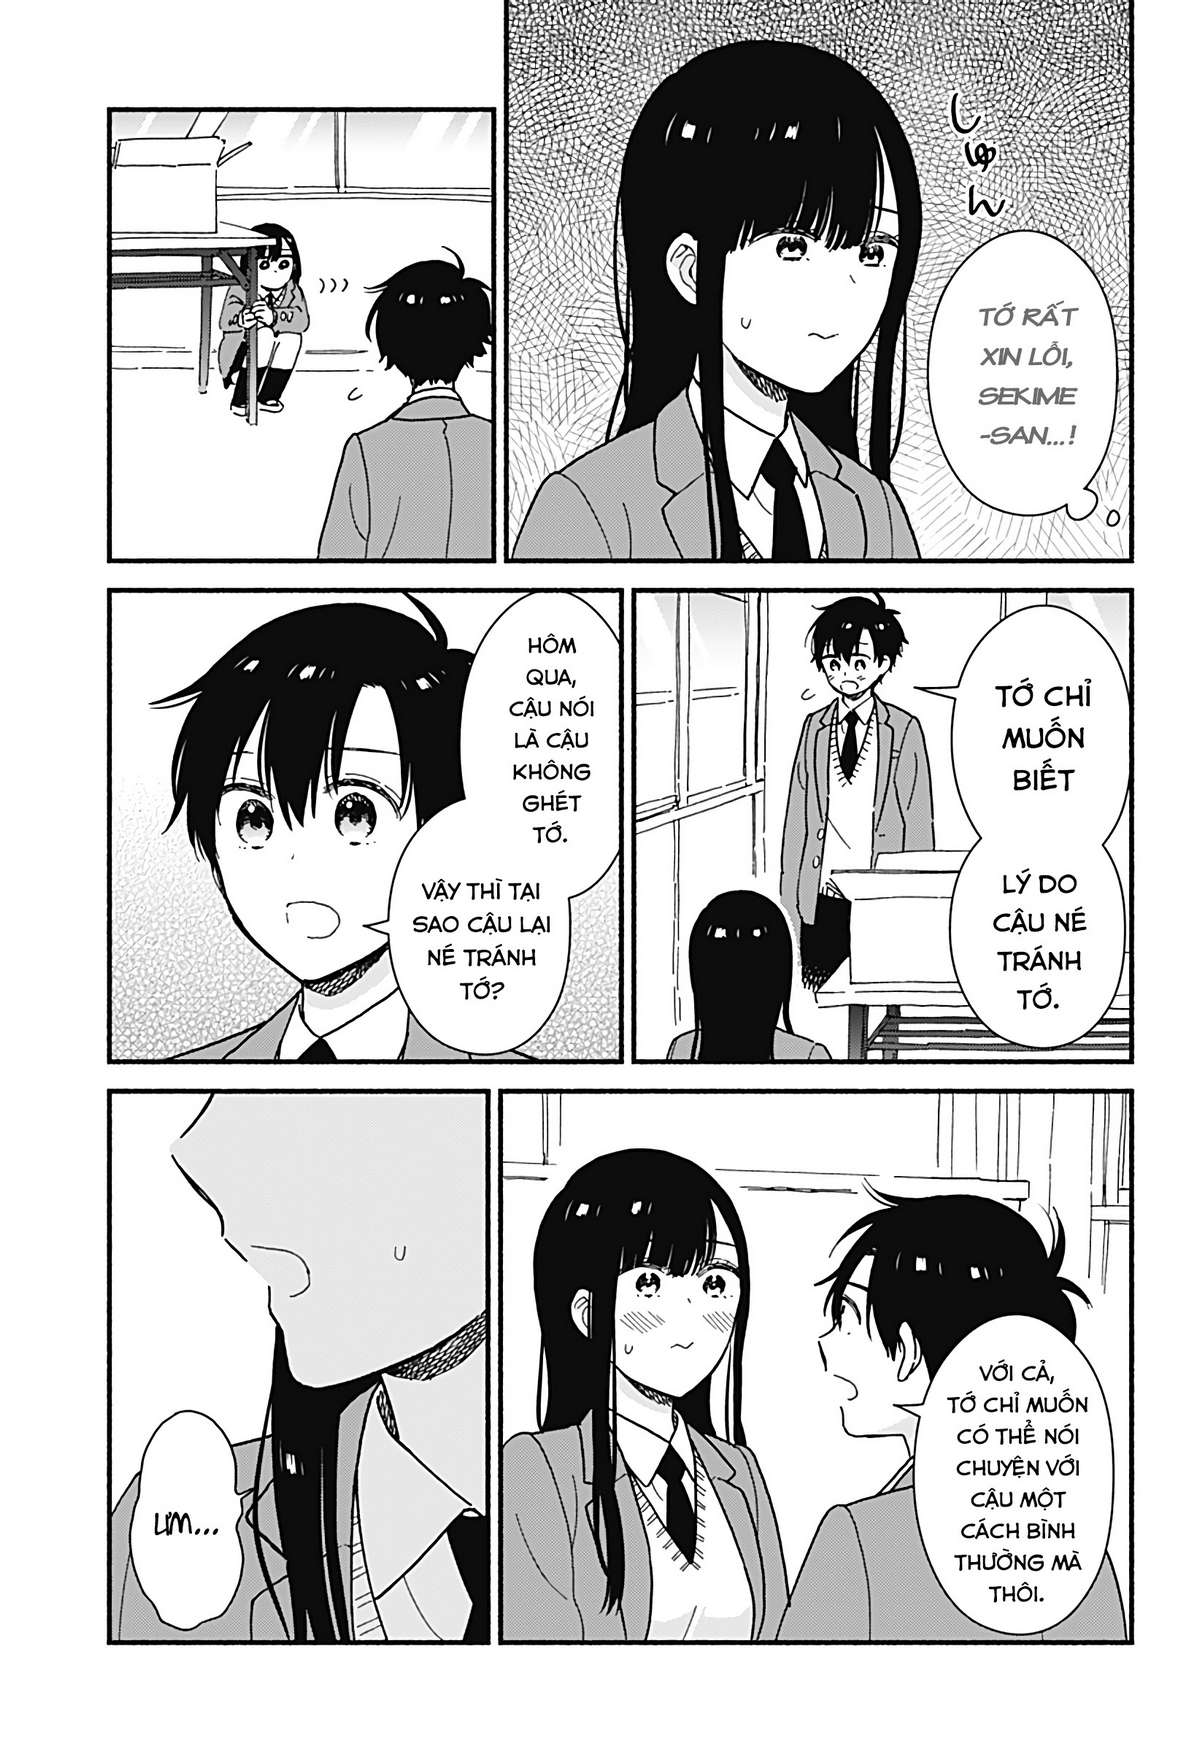 しゅん
TỚ RẤT
XIN LỖI,
SEKIME
-SAN...!
TỚ CHỈ
MUỐN
BIẾT
LÝ DO
CẬU NÉ
TRÁNH
TỚ.
HÔM
QUA,
CẬU NÓI
LÀ CẬU
KHÔNG
GHÉT
TỚ.
VẬY THÌ TẠI
SAO CẬU LẠI
NÉ TRÁNH
TỚ?
VỚI CẢ,
TỚ CHỈ MUỐN
CÓ THỂ NÓI
CHUYỆN VỚI
CẬU MỘT
CÁCH BÌNH
THƯỜNG MÀ
THÔI.
ƯM...